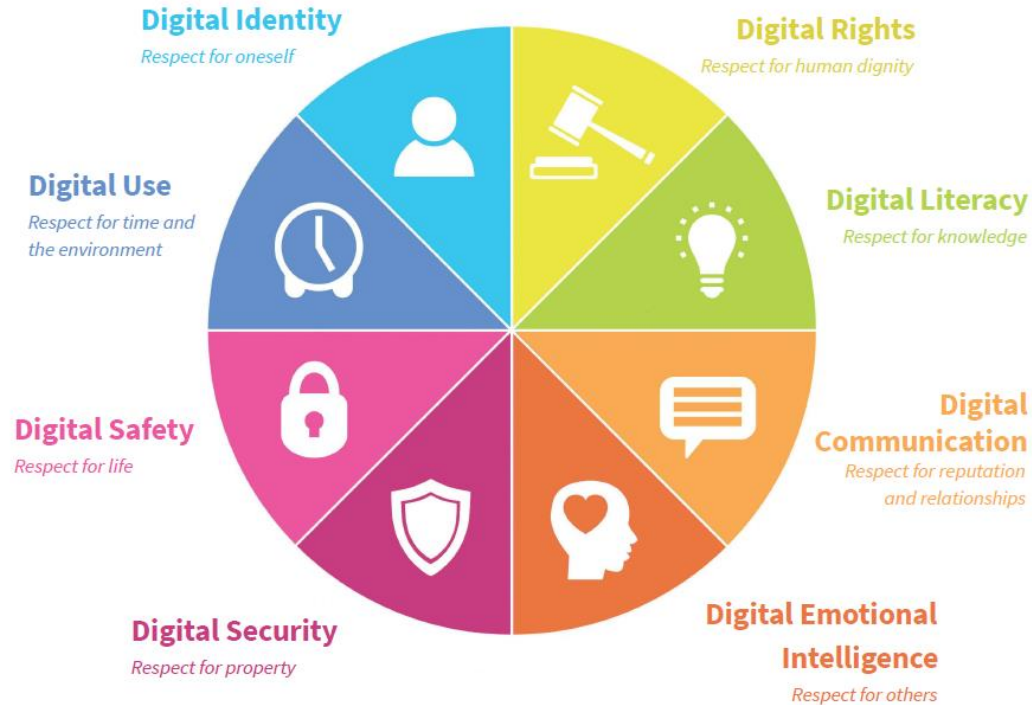 Digital Identity
Respect for oneself
Digital Rights
Respect for human dignity
Digital Use
Respect for time and
the environment
Digital Literacy
Respect for knowledge
Digital Safety
Respect for life
Digital
Communication
Respect for reputation
and relationships
Digital Security
Respect for property
Digital Emotional
Intelligence
Respect for others